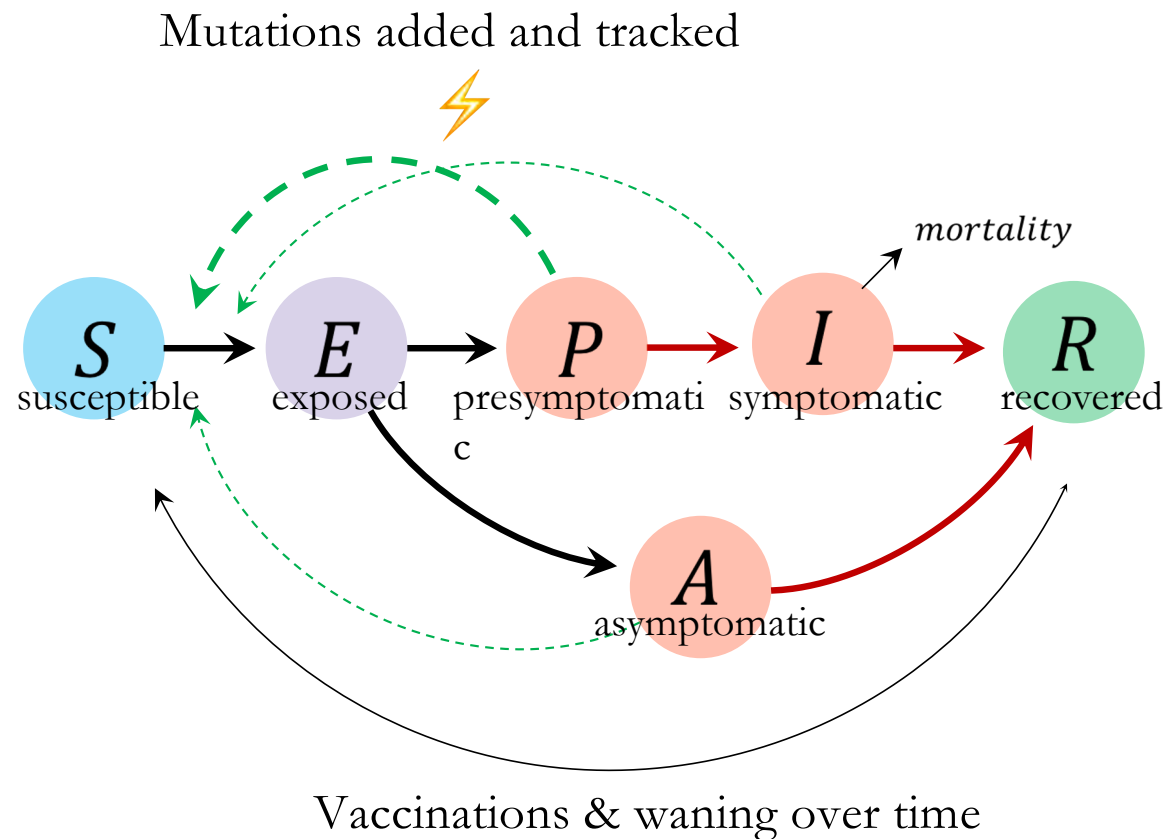 Mutations added and tracked
mortality
S
E
P
I
R
susceptible
exposed
presymptomati
c
symptomatic
recovered
A
asymptomatic
Vaccinations & waning over time